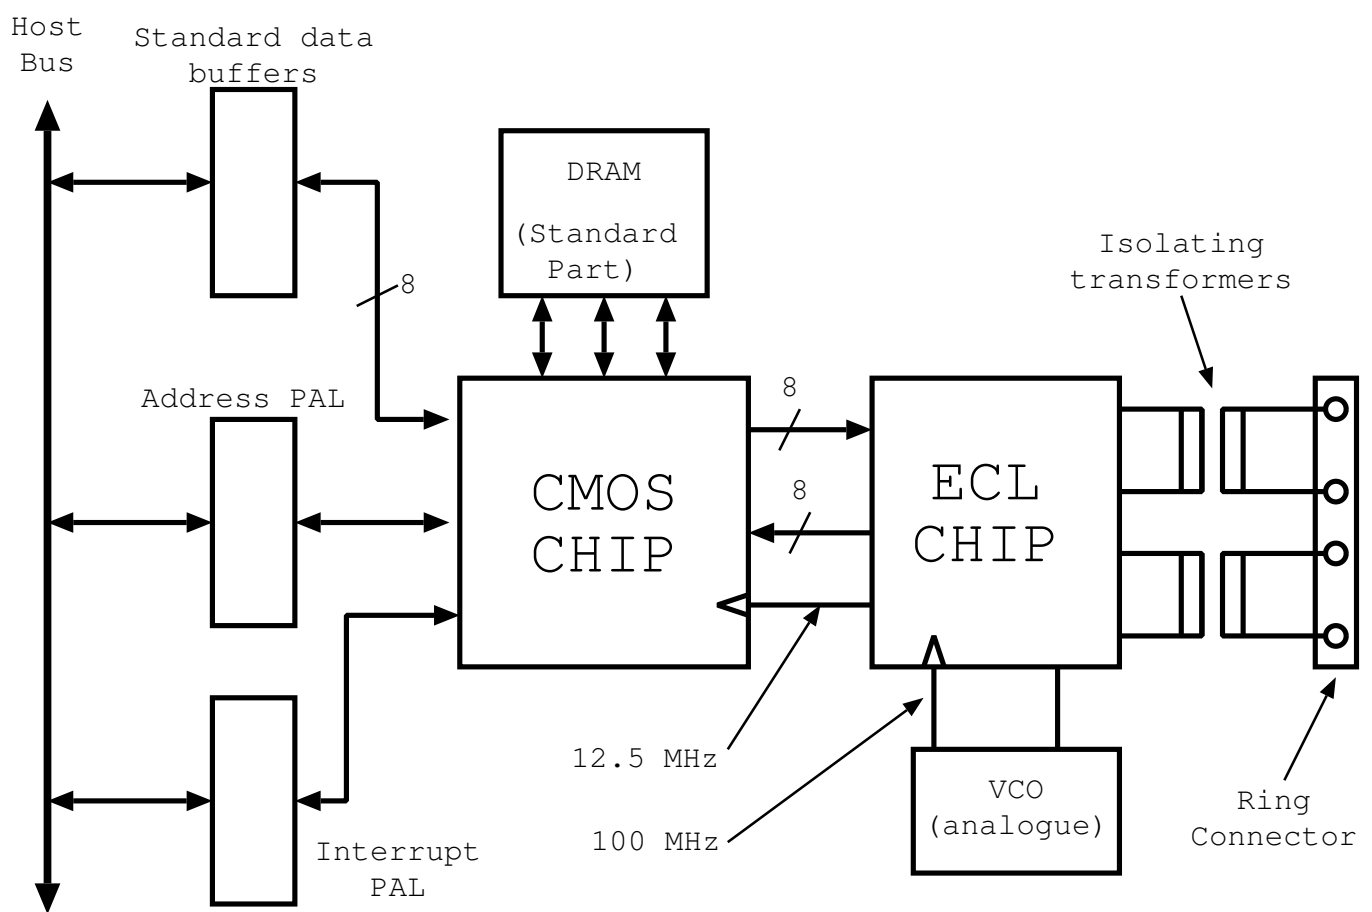 Host
Bus
Standard data
buffers
8
DRAM
(Standard
Part)
Isolating
transformers
Address PAL
8
8
CMOS
CHIP
ECL
CHIP
12.5 MHz
100 MHz
VCO
(analogue)
Ring
Connector
Interrupt
PAL